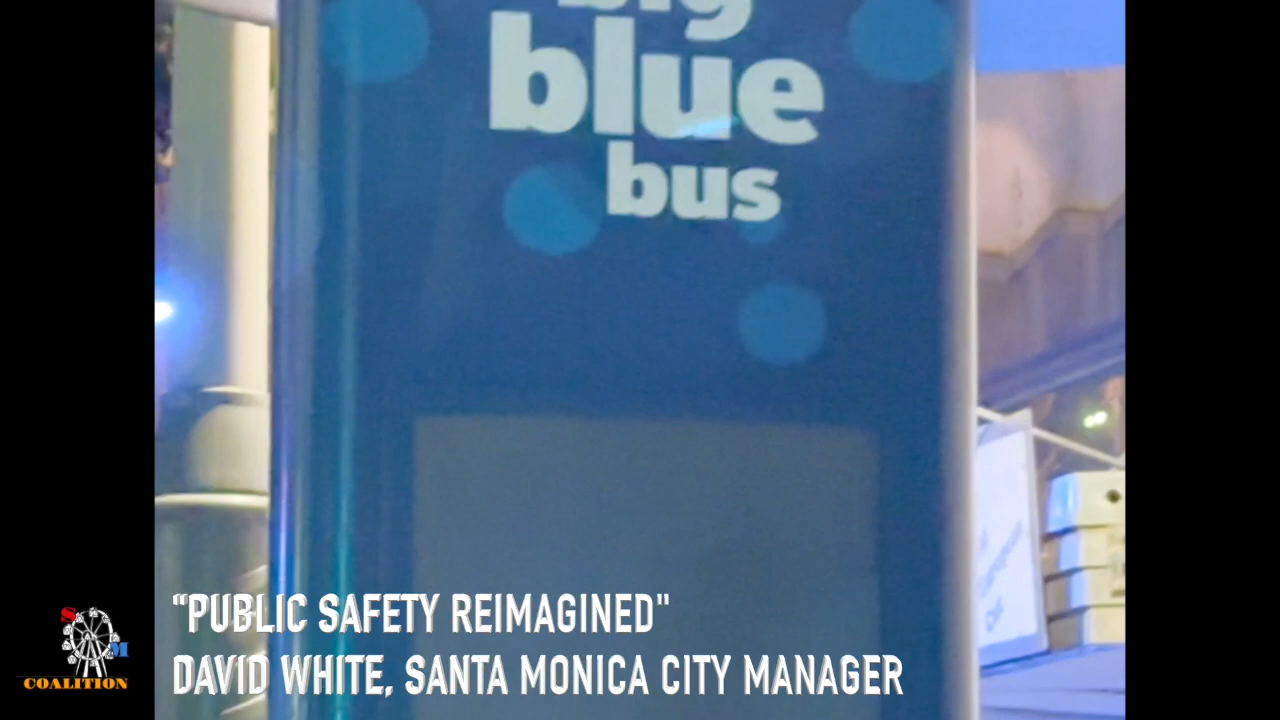 big
blue
bus
"PUBLIC SAFETY REIMAGINED"
DAVID WHITE, SANTA MONICA CITY MANAGER
S
M
COALITION